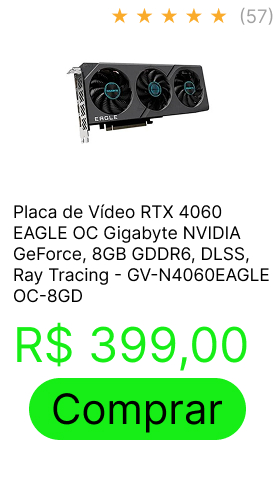 ★ ★ ★ ★ ★ (57)
EAGLE
Placa de Vídeo RTX 4060
EAGLE OC Gigabyte NVIDIA
GeForce, 8GB GDDR6, DLSS,
Ray Tracing - GV-N4060EAGLE
OC-8GD
R$ 399,00
Comprar